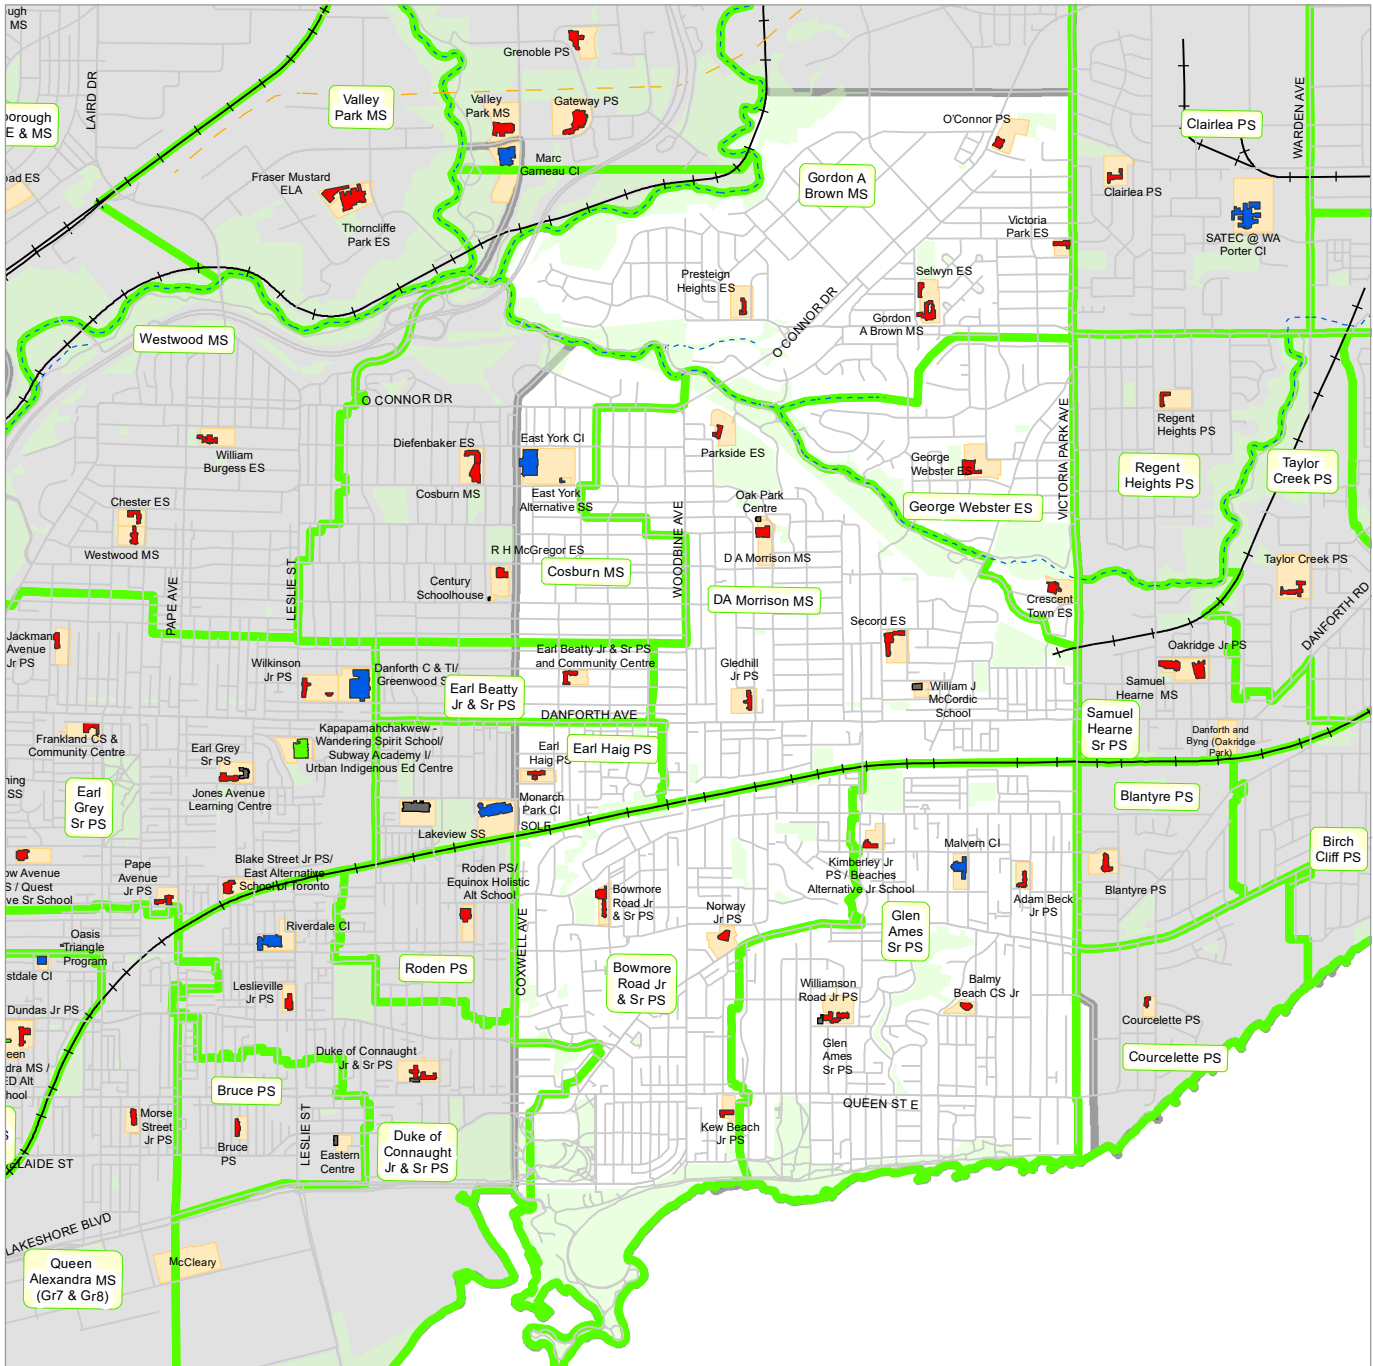 ugh
MS
LAIRD DR
Grenoble PS
Valley
Park MS
Valley
Park MS
Gateway PS
Marc
Garneau CI
O'Connor PS
Clairlea PS
WARDEN AVE
orough
E & MS
oad ES
Fraser Mustard
ELA
Thorncliffe
Park ES
Gordon A
Brown MS
Clairlea PS
Victoria
Park ES
SATEC @ WA
Porter CI
Presteign
Heights ES
Selwyn ES
Gordon
A Brown MS
O CONNOR DR
Westwood MS
O CONNOR DR
Diefenbaker ES
East York CI
Cosburn MS
East York
Alternative SS
Parkside ES
George
Webster ES
VICTORIA PARK AVE
Regent
Heights PS
Regent
Heights PS
Taylor
Creek PS
William
Burgess ES
Chester ES
Westwood MS
Oak Park
Centre
D A Morrison MS
George Webster ES
R H McGregor ES
Cosburn MS
WOODBINE AVE
Century
Schoolhouse
PAPE AVE
LESLIE ST
DA Morrison MS
Crescent
Town ES
Taylor Creek PS
DANFORTH RD
Jackman
Avenue
Jr PS
Wilkinson
Jr PS
Danforth C & TI/
Greenwood S
Earl Beatty Jr & Sr PS
and Community Centre
Earl Beatty
Jr & Sr PS
Gledhill
Jr PS
Secord ES
William J
McCordic
School
Oakridge Jr PS
Samuel
Hearne MS
Samuel
Hearne
Sr PS
Danforth and
Byng (Oakridge
Park)
DANFORTH AVE
Frankland CS &
Community Centre
Earl Grey
Sr PS
Jones Avenue
Learning Centre
Kapapamahchakwew -
Wandering Spirit School/
Subway Academy I/
Urban Indigenous Ed Centre
Earl
Haig PS
Earl Haig PS
Earl
Grey
Sr PS
ning
SS
Monarch
Park CI
Lakeview SS
SOLE
Blantyre PS
Birch
Cliff PS
ow Avenue
S / Quest
ve Sr School
Pape
Avenue
Jr PS
Blake Street Jr PS/
East Alternative
School of Toronto
Roden PS/
Equinox Holistic
Alt School
Bowmore
Road Jr
& Sr PS
Norway
Jr PS
Kimberley Jr
PS / Beaches
Alternative Jr School
Malvern CI
Adam Beck
Jr PS
Blantyre PS
Oasis
Triangle
Program
stdale CI
Riverdale CI
Glen
Ames
Sr PS
Roden PS
COXWELL AVE
Bowmore
Road Jr
& Sr PS
Leslieville
Jr PS
Dundas Jr PS
Williamson
Road Jr PS
Balmy
Beach CS Jr
Courcelette PS
Glen
Ames
Sr PS
Courcelette PS
een
dra MS /
ED Alt
hool
Duke of Connaught
Jr & Sr PS
Bruce PS
QUEEN ST E
Kew Beach
Jr PS
Morse
Street
Jr PS
Bruce
PS
LESLIE ST
Eastern
Centre
Duke of
Connaught
Jr & Sr PS
S
ELAIDE ST
LAKESHORE BLVD
McCleary
Queen
Alexandra MS
(Gr7 & Gr8)